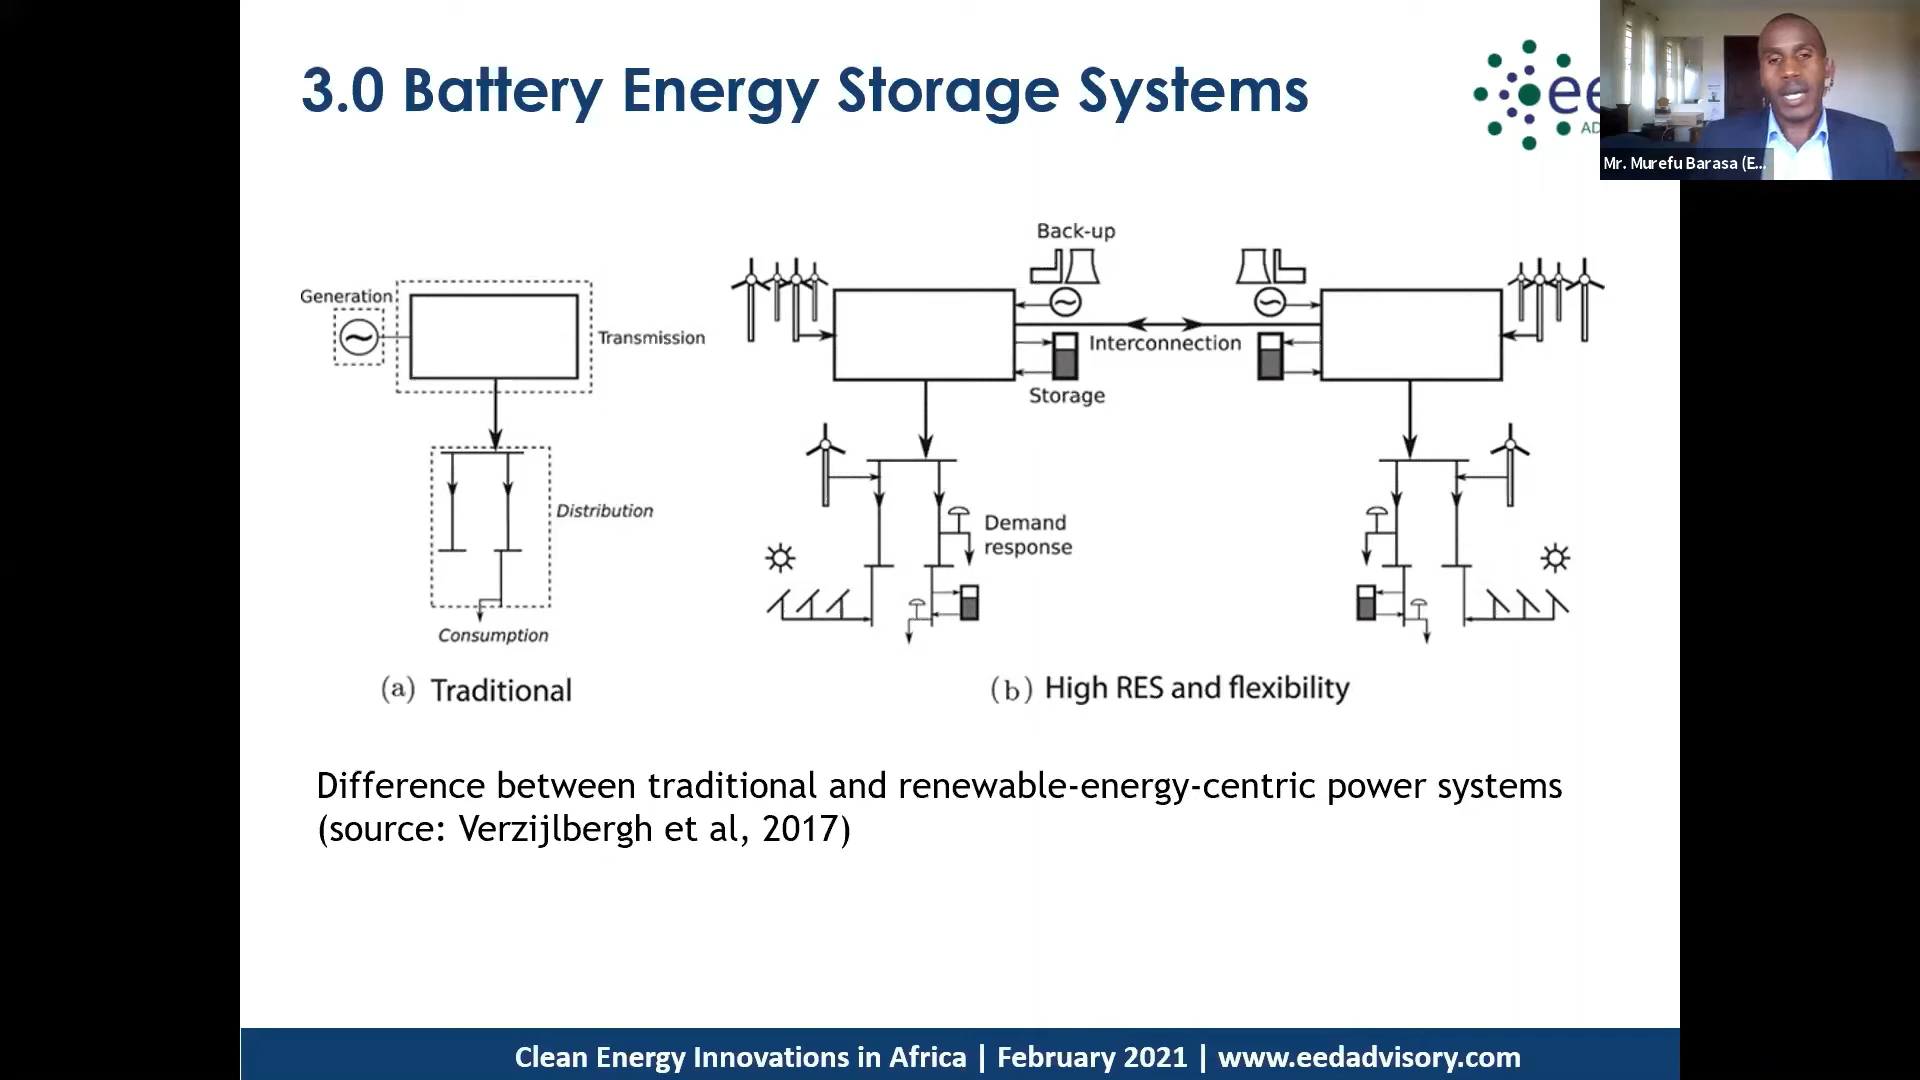 3.0 Battery Energy Storage Systems
Mr. Murefu Barasa (E...
Generation
Transmission
Distribution
Consumption
(a) Traditional
Back-up
Interconnection
Storage
Demand
response
(b) High RES and flexibility
Difference between traditional and renewable-energy-centric power systems
(source: Verzijlbergh et al, 2017)
Clean Energy Innovations in Africa | February 2021 | www.eedadvisory.com